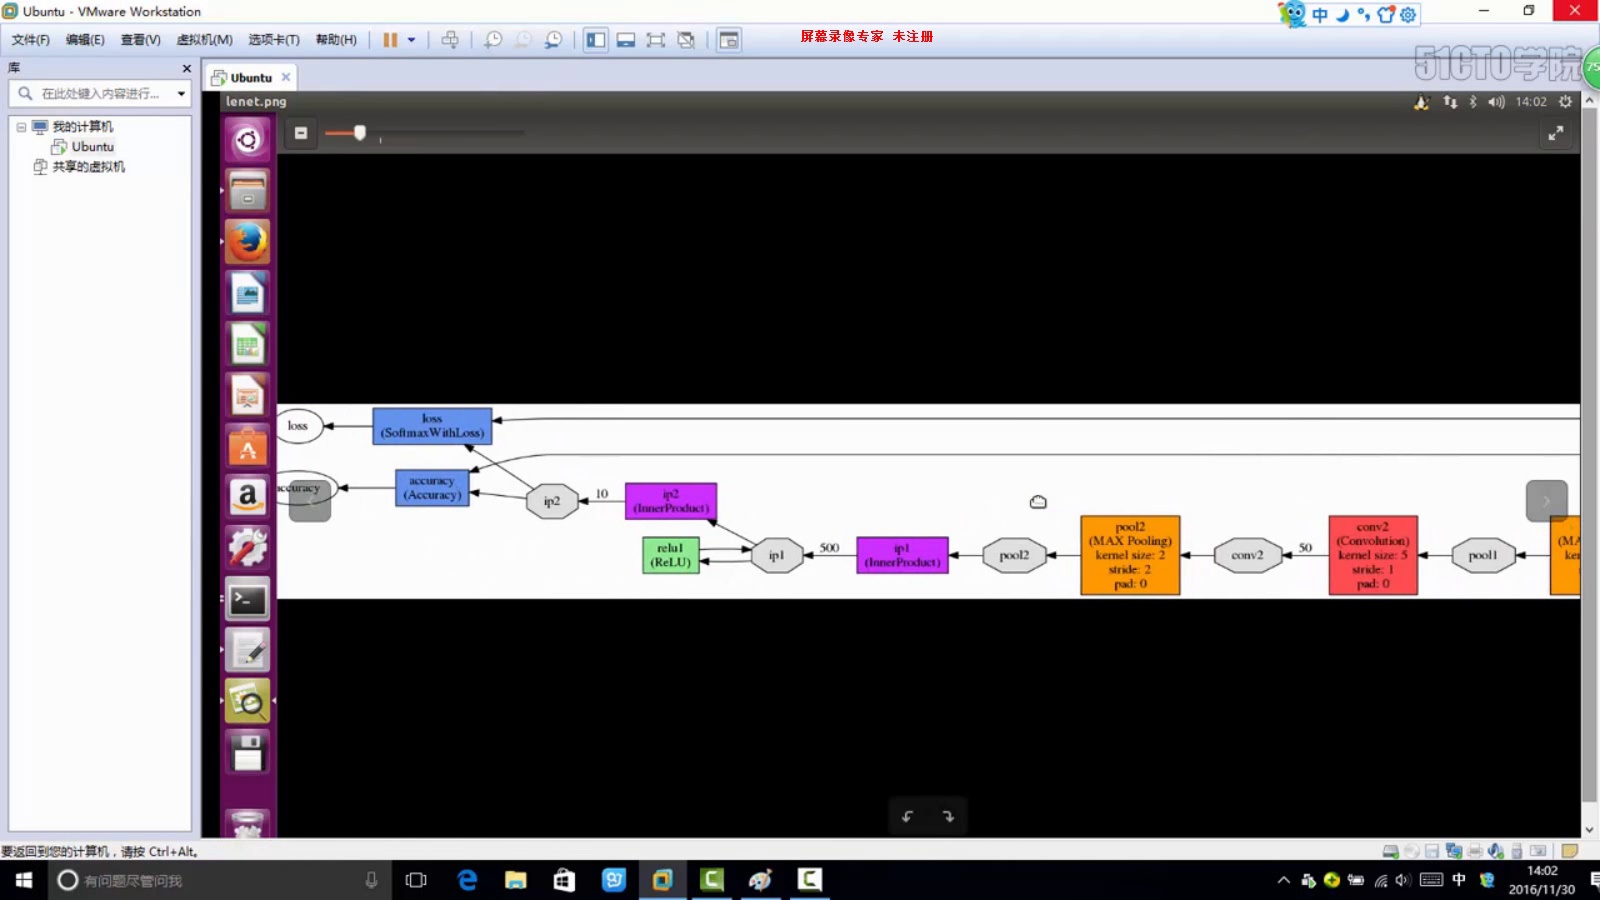 Ubuntu - VMware Workstation
中
文件(F) 编辑(E) 查看(V) 虚拟机(M) 选项卡(T) 帮助(H)
屏幕录像专家 未注册
51CTO学院
75
库
Ubuntu
在此处键入内容进行...
我的计算机
Ubuntu
共享的虚拟机
lenet.png
14:02
loss
loss
(SoftmaxWithLoss)
accuracy
accuracy
(Accuracy)
ip2
10
ip2
(InnerProduct)
relu1
(ReLU)
ip1
500
ip1
(InnerProduct)
pool2
pool2
(MAX Pooling)
kernel size: 2
stride: 2
pad: 0
conv2
50
conv2
(Convolution)
kernel size: 5
stride: 1
pad: 0
pool1
(MA
ker
要返回到您的计算机，请按 Ctrl+Alt。
有问题尽管问我
中
14:02
2016/11/30